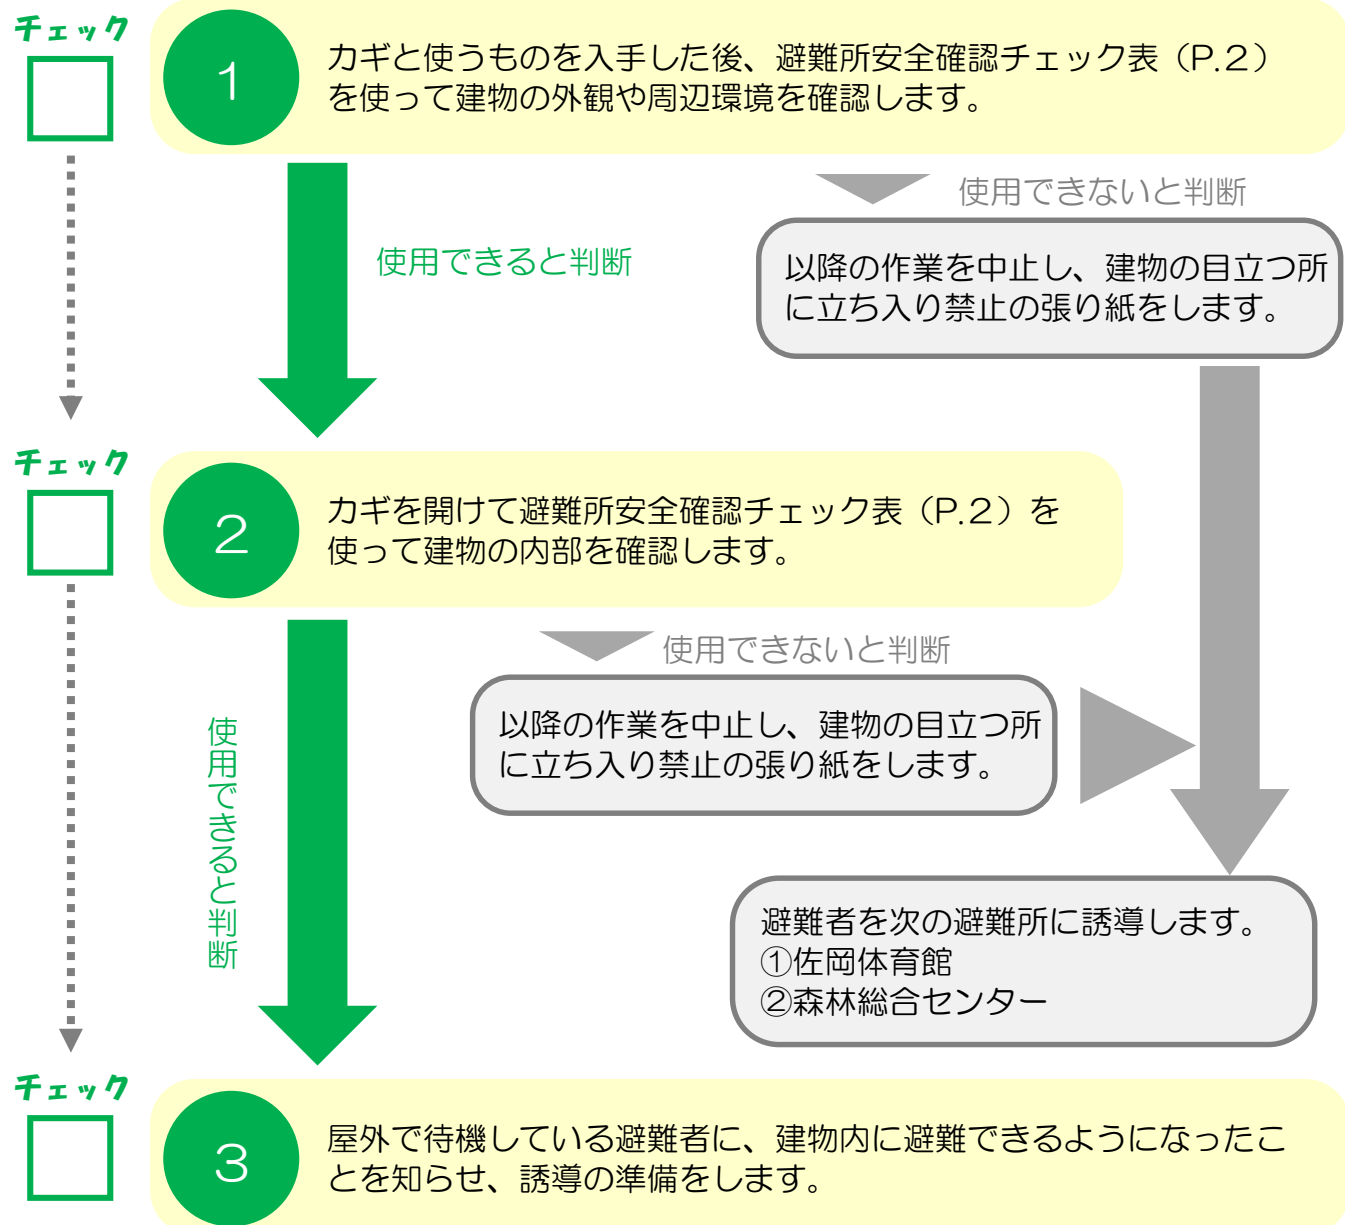 チェック
1
カギと使うものを入手した後、避難所安全確認チェック表（P.2）
を使って建物の外観や周辺環境を確認します。
使用できないと判断
使用できると判断
以降の作業を中止し、建物の目立つ所
に立ち入り禁止の張り紙をします。
チェック
2
カギを開けて避難所安全確認チェック表（P.2）を
使って建物の内部を確認します。
使用できないと判断
以降の作業を中止し、建物の目立つ所
に立ち入り禁止の張り紙をします。
使用できると判断
避難者を次の避難所に誘導します。
①佐岡体育館
②森林総合センター
チェック
3
屋外で待機している避難者に、建物内に避難できるようになったこ
とを知らせ、誘導の準備をします。